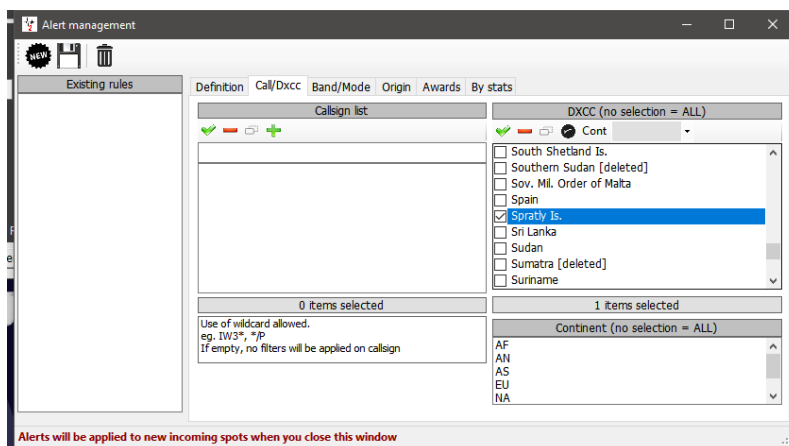 Alert management
NEW
Existing rules
Definition Call/Dxcc Band/Mode Origin Awards By stats
Callsign list
DXCC (no selection = ALL)
Cont
South Shetland Is.
Southern Sudan [deleted]
Sov. Mil. Order of Malta
Spain
Spratly Is.
Sri Lanka
Sudan
Sumatra [deleted]
Suriname
0 items selected
1 items selected
Use of wildcard allowed.
eg. IW3*, */P
If empty, no filters will be applied on callsign
Continent (no selection = ALL)
AF
AN
AS
EU
NA
Alerts will be applied to new incoming spots when you close this window